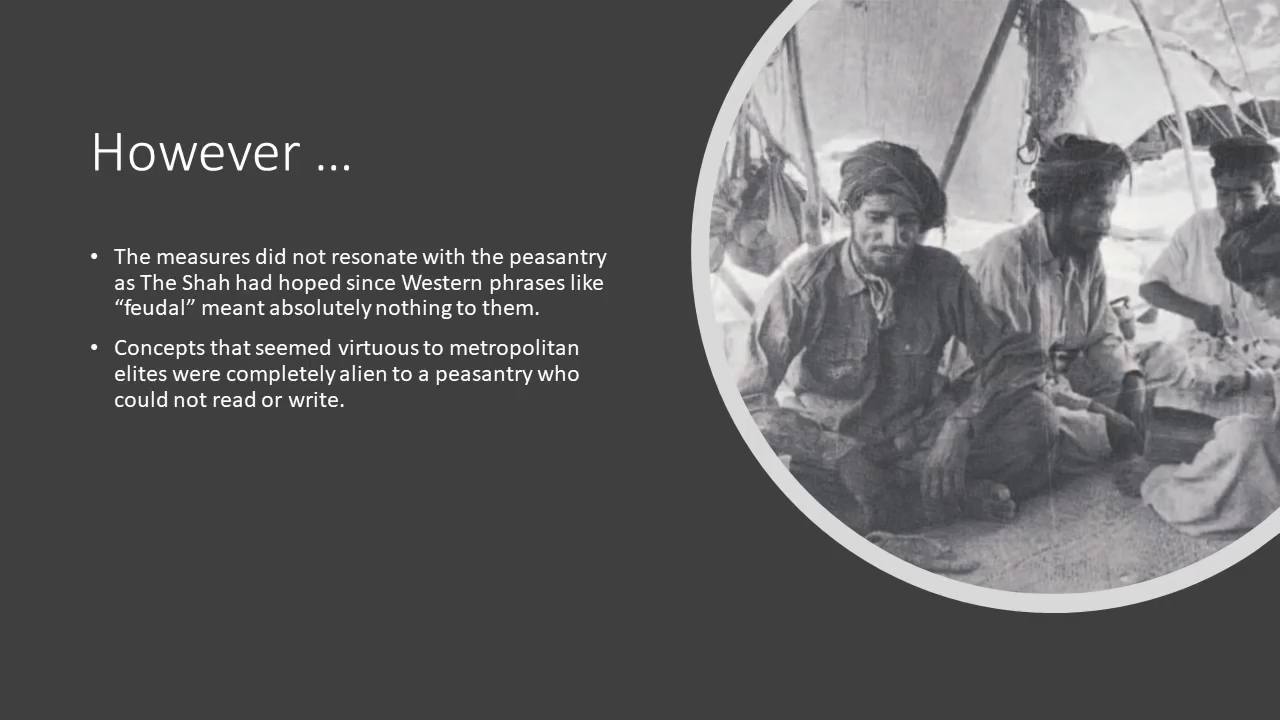 However ...
• The measures did not resonate with the peasantry
as The Shah had hoped since Western phrases like
“feudal” meant absolutely nothing to them.
• Concepts that seemed virtuous to metropolitan
elites were completely alien to a peasantry who
could not read or write.